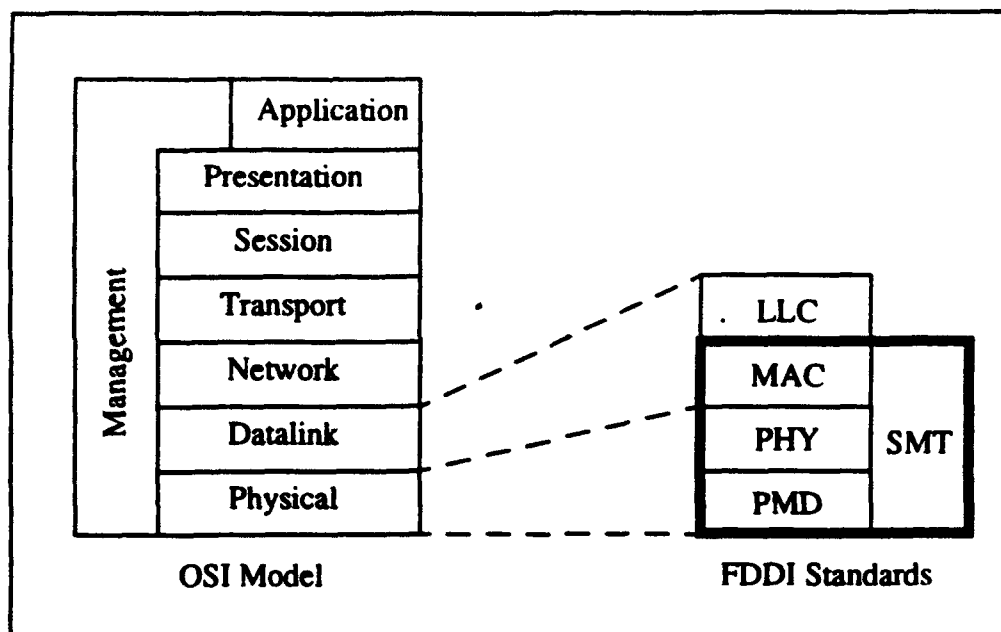 Management
Application
Presentation
Session
Transport
Network
Datalink
Physical
OSI Model
LLC
MAC
PHY
PMD
SMT
FDDI Standards